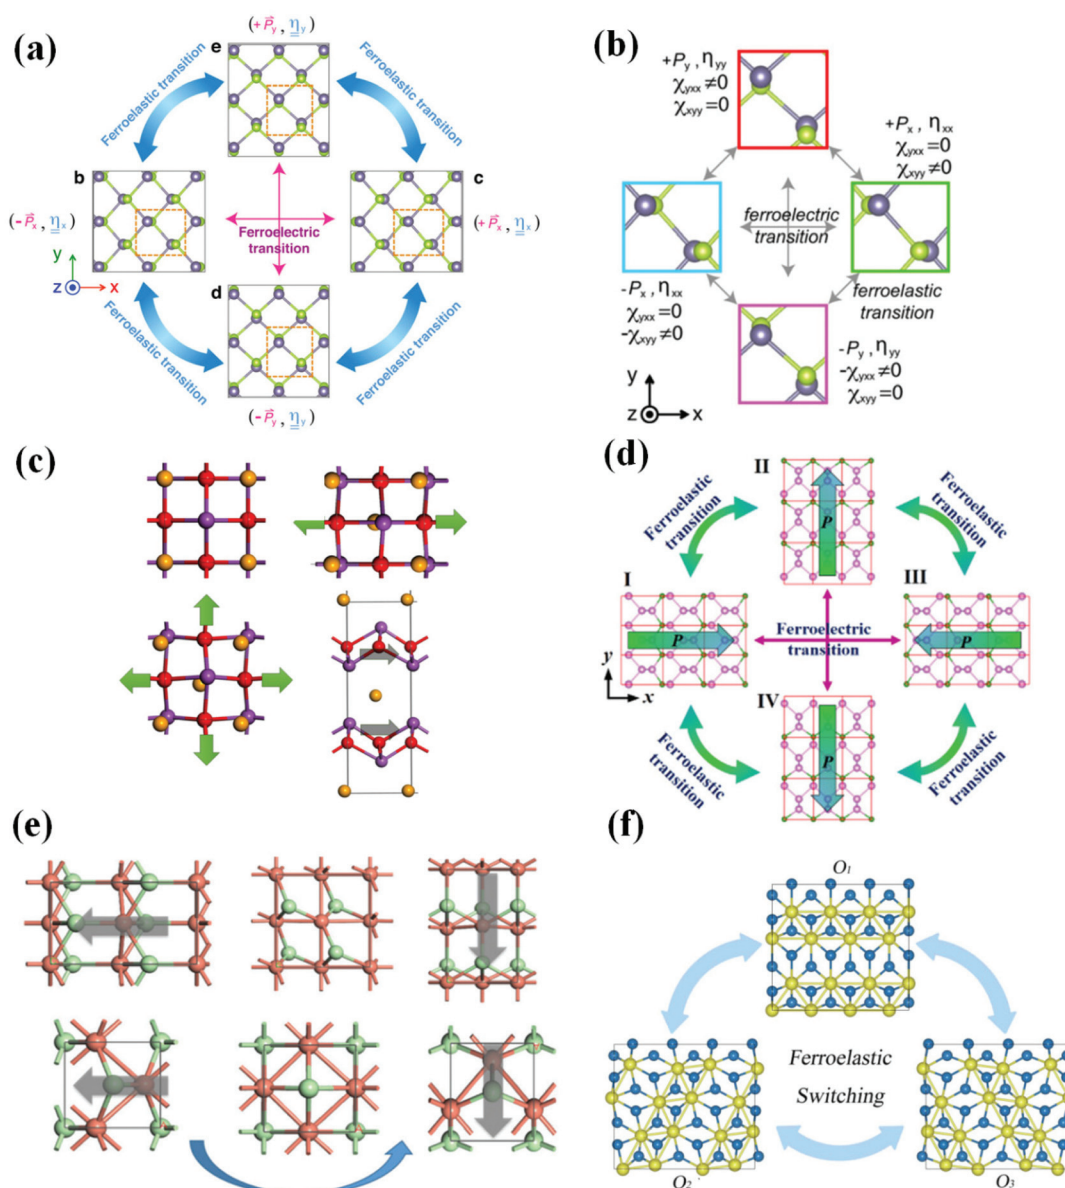 (a)
(+P⃗y, η̲̲y)
e
Ferroelastic transition
Ferroelastic transition
b
c
(-P⃗x, η̲̲x)
(+P⃗x, η̲̲x)
Ferroelectric
transition
y
z
x
d
Ferroelastic transition
Ferroelastic transition
(-P⃗y, η̲̲y)
(b)
+Py, ηyy
χyxx≠0
χxyy=0
+Px, ηxx
χyxx=0
χxyy≠0
ferroelectric
transition
-Px, ηxx
χyxx=0
-χxyy≠0
ferroelastic
transition
-Py, ηyy
-χyxx≠0
χxyy=0
y
z
x
(c)
(d)
II
Ferroelastic
transition
Ferroelastic
transition
P
I
III
P
Ferroelectric
transition
P
y
x
IV
Ferroelastic
transition
P
Ferroelastic
transition
(e)
(f)
O1
Ferroelastic
Switching
O2
O3